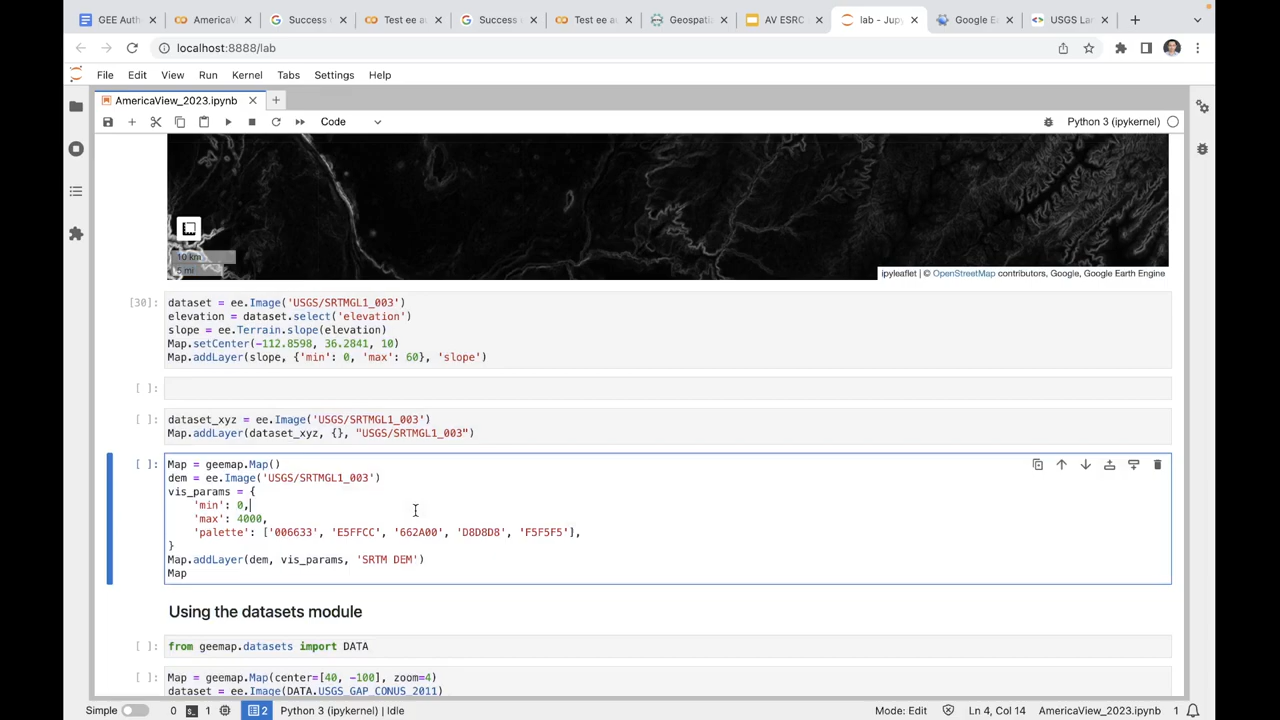 GEE Auth
AmericaV
Success
Test ee a
Success
Test ee a
Geospati
AV ESRC
lab - Jupy
Google E
USGS Lar
localhost:8888/lab
File Edit View Run Kernel Tabs Settings Help
AmericaView_2023.ipynb
Code
Python 3 (ipykernel)
10 km
5 mi
ipyleaflet | © OpenStreetMap contributors, Google, Google Earth Engine
[30]: dataset = ee.Image('USGS/SRTMGL1_003')
elevation = dataset.select('elevation')
slope = ee.Terrain.slope(elevation)
Map.setCenter(-112.8598, 36.2841, 10)
Map.addLayer(slope, {'min': 0, 'max': 60}, 'slope')
[ ]:
[ ]: dataset_xyz = ee.Image('USGS/SRTMGL1_003')
Map.addLayer(dataset_xyz, {}, "USGS/SRTMGL1_003")
[ ]: Map = geemap.Map()
dem = ee.Image('USGS/SRTMGL1_003')
vis_params = {
'min': 0,
'max': 4000,
'palette': ['006633', 'E5FFCC', '662A00', 'D8D8D8', 'F5F5F5'],
}
Map.addLayer(dem, vis_params, 'SRTM DEM')
Map
Using the datasets module
[ ]: from geemap.datasets import DATA
[ ]: Map = geemap.Map(center=[40, -100], zoom=4)
dataset = ee.Image(DATA.USGS_GAP_CONUS_2011)
Simple 0 1 2 Python 3 (ipykernel) | Idle Mode: Edit Ln 4, Col 14 AmericaView_2023.ipynb 1